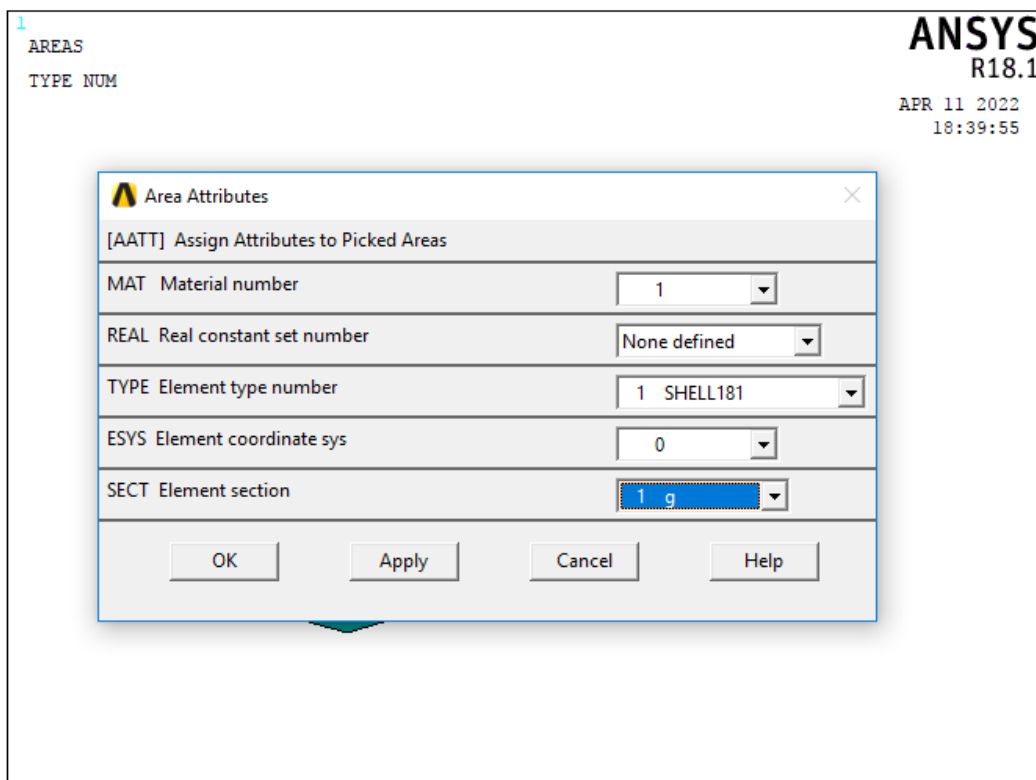 1
AREAS
TYPE NUM
ANSYS
R18.1
APR 11 2022
18:39:55
Area Attributes
[AATT] Assign Attributes to Picked Areas
MAT Material number 1
REAL Real constant set number None defined
TYPE Element type number 1 SHELL181
ESYS Element coordinate sys 0
SECT Element section 1 g
OK Apply Cancel Help